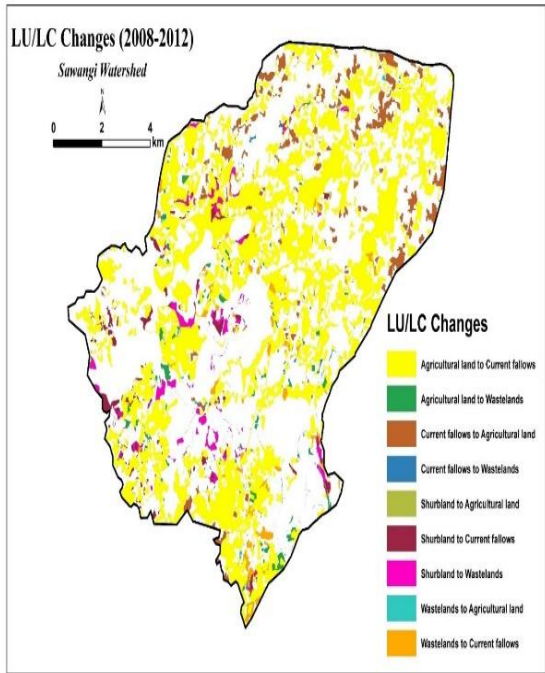 LU/LC Changes (2008-2012)
Sawangi Watershed
N
0 2 4
km
LU/LC Changes
Agricultural land to Current fallows
Agricultural land to Wastelands
Current fallows to Agricultural land
Current fallows to Wastelands
Shurbland to Agricultural land
Shurbland to Current fallows
Shurbland to Wastelands
Wastelands to Agricultural land
Wastelands to Current fallows